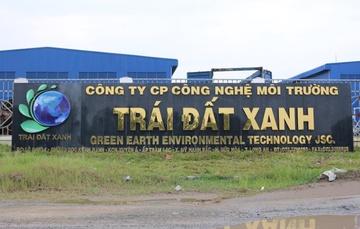 CÔNG TY CP CÔNG NGHỆ MÔI TRƯỜNG
TRÁI ĐẤT XANH
TRÁI ĐẤT XANH
GREEN EARTH ENVIRONMENTAL TECHNOLOGY JSC.